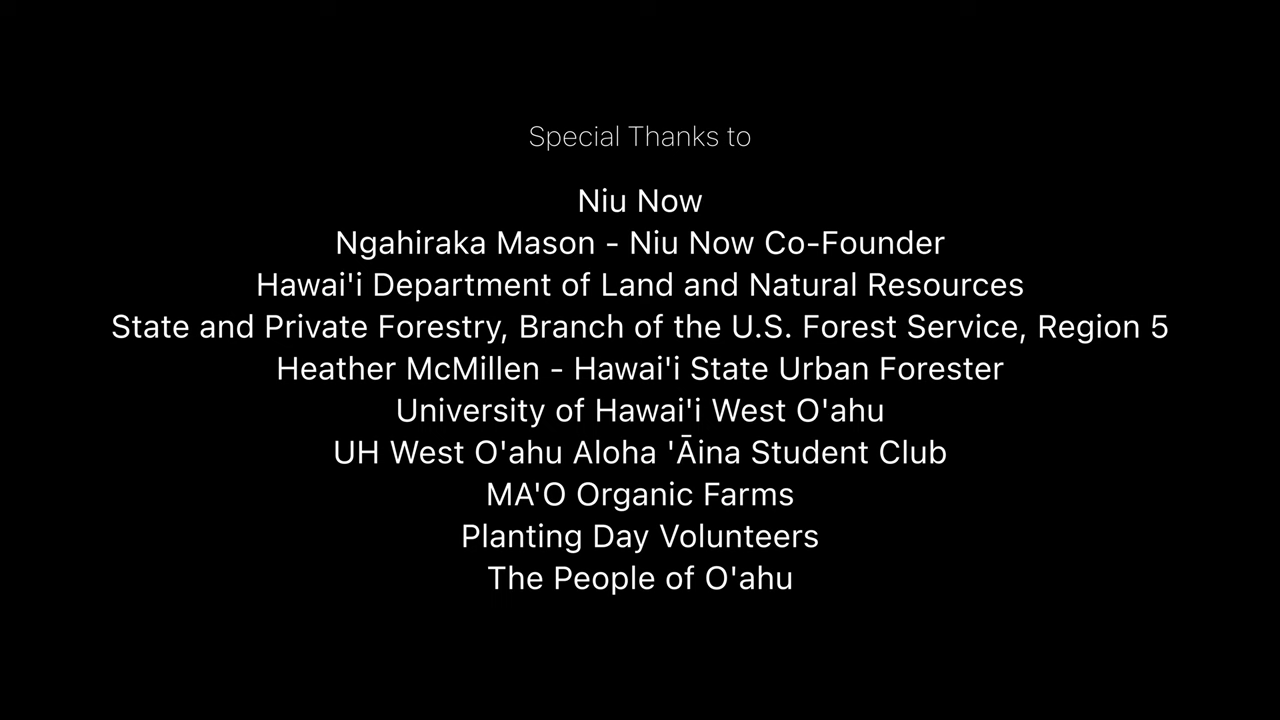 Special Thanks to
Niu Now
Ngahiraka Mason - Niu Now Co-Founder
Hawai'i Department of Land and Natural Resources
State and Private Forestry, Branch of the U.S. Forest Service, Region 5
Heather McMillen - Hawai'i State Urban Forester
University of Hawai'i West O'ahu
UH West O'ahu Aloha 'Āina Student Club
MA'O Organic Farms
Planting Day Volunteers
The People of O'ahu